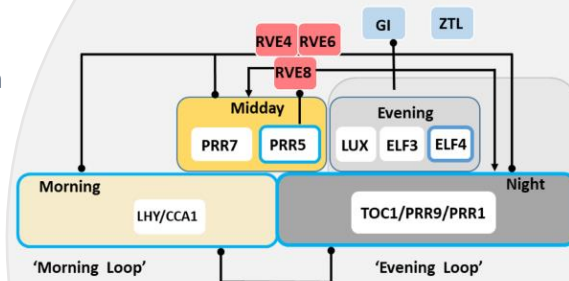 GI
ZTL
RVE4
RVE6
RVE8
Midday
PRR7
PRR5
Evening
LUX
ELF3
ELF4
Morning
LHY/CCA1
Night
TOC1/PRR9/PRR1
'Morning Loop'
'Evening Loop'